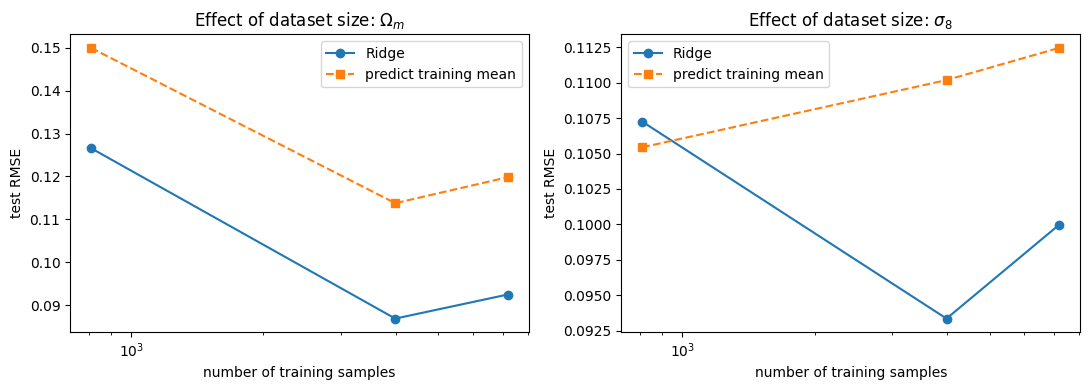 Effect of dataset size: Ωₘ
Ridge
predict training mean
0.15
0.14
0.13
0.12
0.11
0.10
0.09
test RMSE
10³
number of training samples
Effect of dataset size: σ₈
Ridge
predict training mean
0.1125
0.1100
0.1075
0.1050
0.1025
0.1000
0.0975
0.0950
0.0925
test RMSE
10³
number of training samples